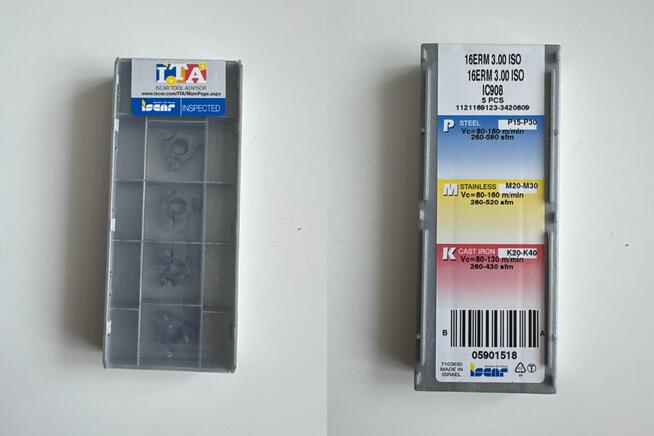 ITA
ISCAR TOOL ADVISOR
www.iscar.com/ITA/MainPage.aspx
iscar INSPECTED
16ERM 3.00 ISO
16ERM 3.00 ISO
IC908
5 PCS
1121169123-3420609
P STEEL P15-P30
Vc=80-180 m/min
260-590 sfm
M STAINLESS M20-M30
Vc=80-160 m/min
260-520 sfm
K CAST IRON K20-K40
Vc=80-130 m/min
260-430 sfm
B A
05901518
7103630
MADE IN
ISRAEL
iscar